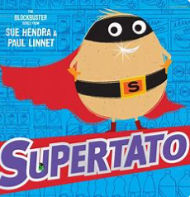 THE
BLOCKBUSTER
SERIES FROM
SUE HENDRA &
PAUL LINNET
S
SUPERTATO